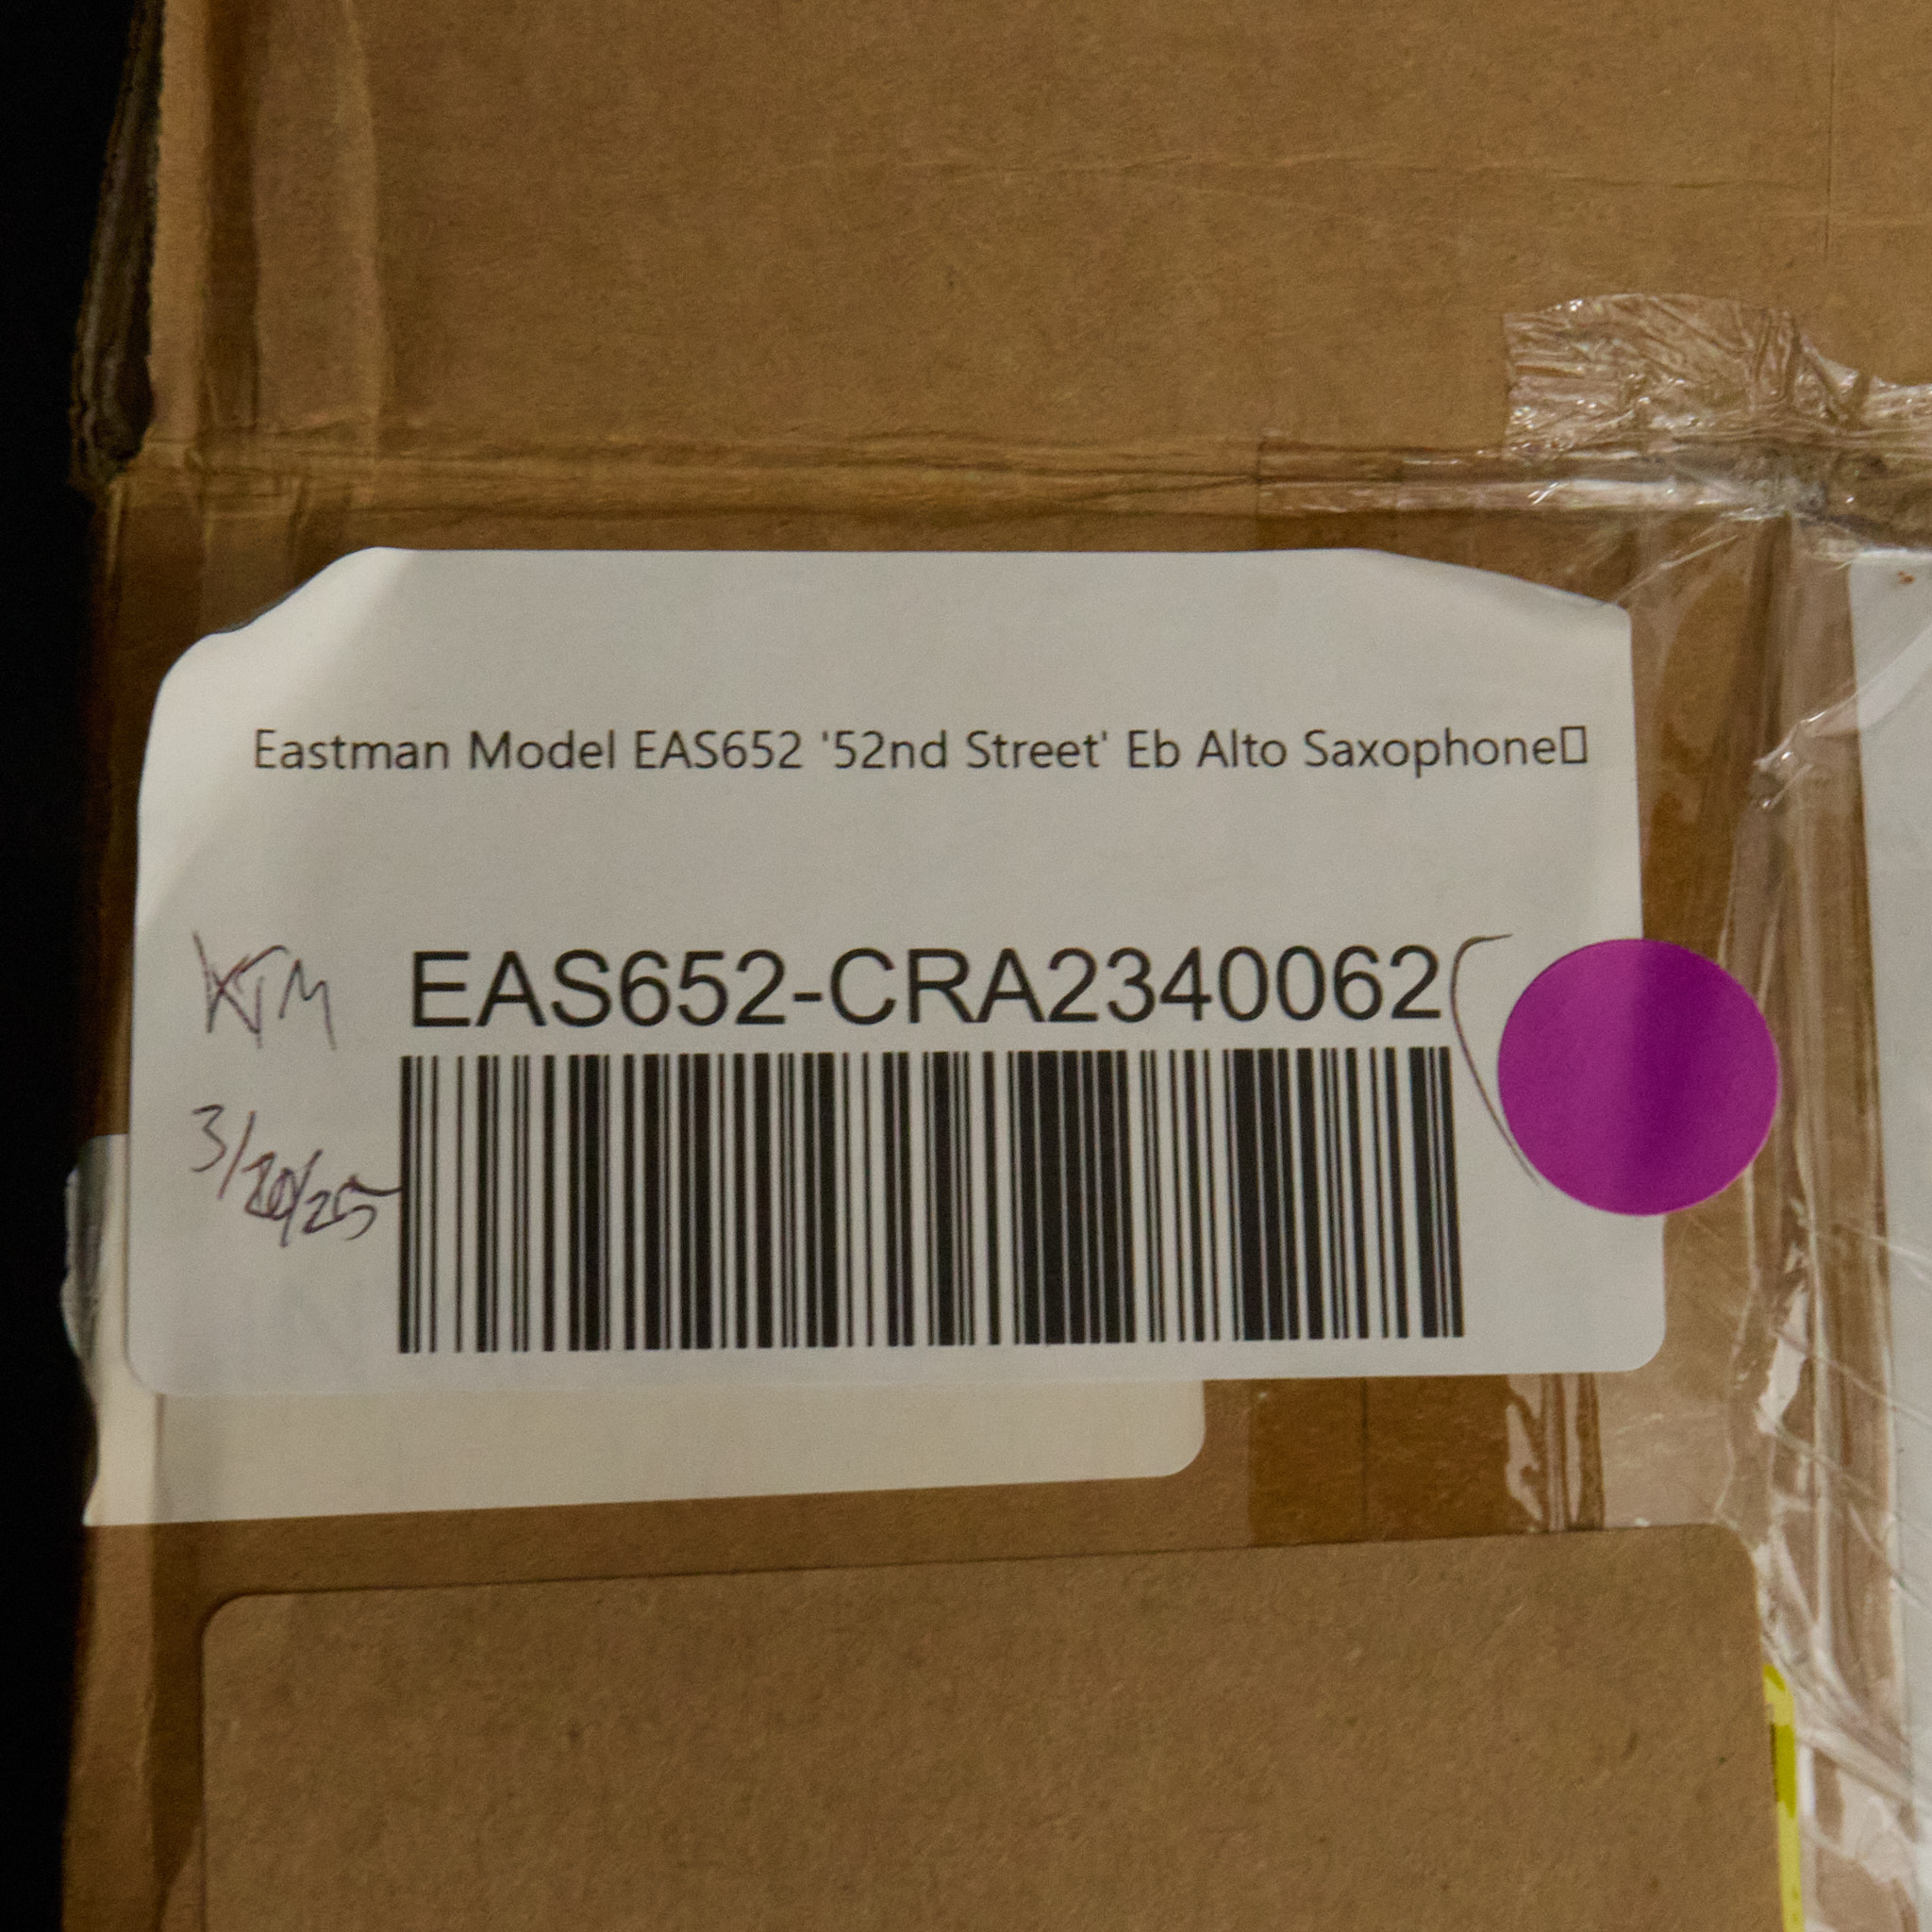 Eastman Model EAS652 '52nd Street' Eb Alto Saxophone▯
KTM
EAS652-CRA2340062
3/20/25